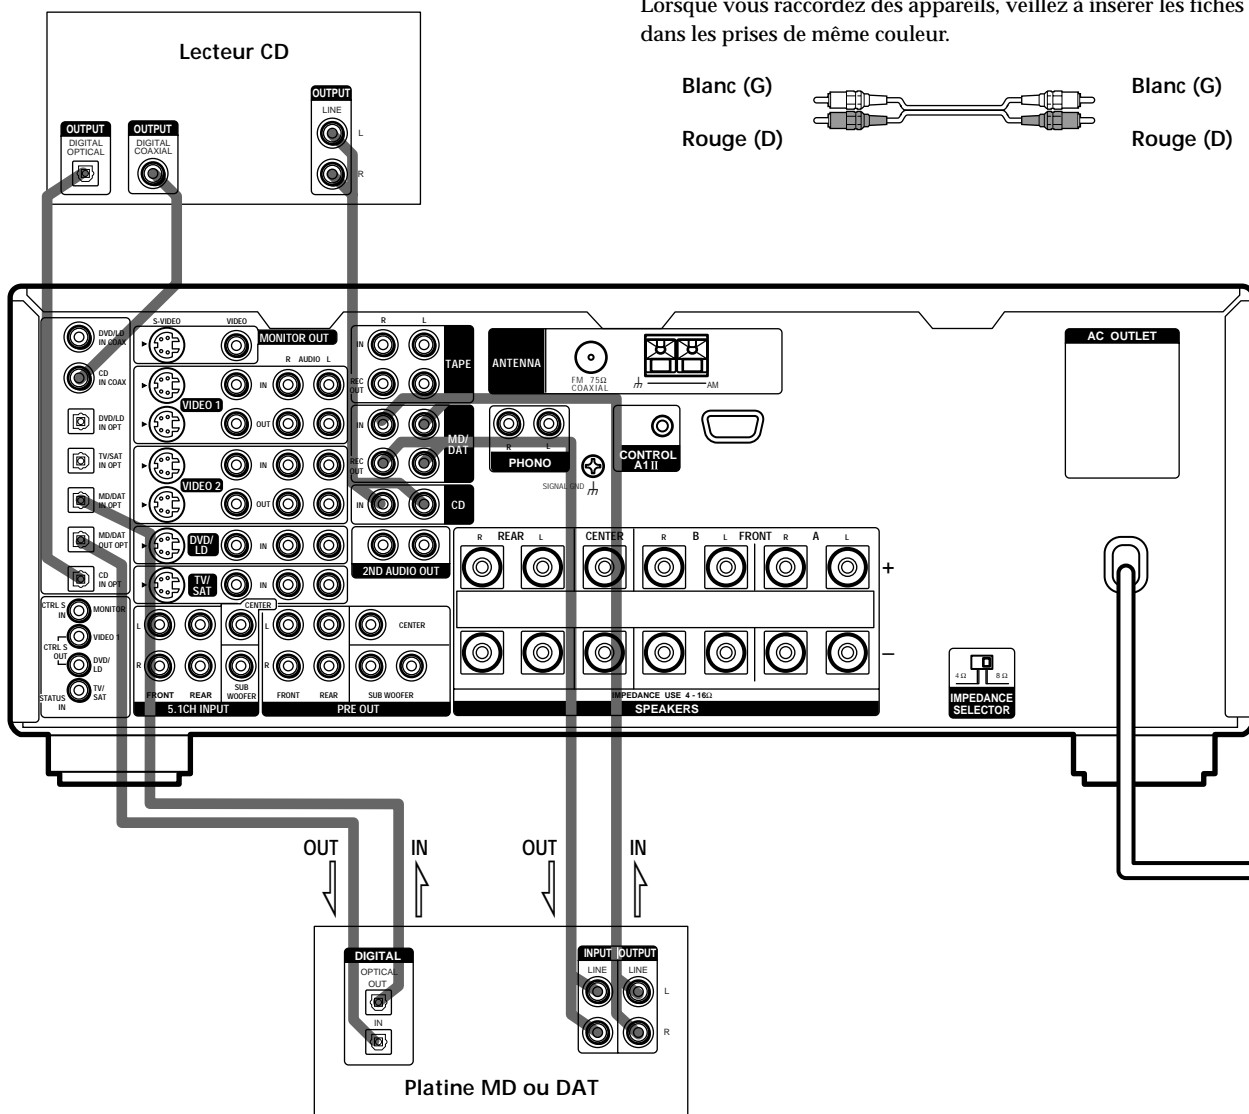 Lorsque vous raccordez des appareils, veillez à insérer les fiches
dans les prises de même couleur.
Blanc (G)
Blanc (G)
Rouge (D)
Rouge (D)
Lecteur CD
OUTPUT
DIGITAL
OPTICAL
OUTPUT
DIGITAL
COAXIAL
OUTPUT
LINE
L
R
DVD/LD
IN COAX
CD
IN COAX
DVD/LD
IN OPT
TV/SAT
IN OPT
MD/DAT
IN OPT
MD/DAT
OUT OPT
CD
IN OPT
CTRL S
IN
MONITOR
VIDEO 1
CTRL S
OUT
DVD/
LD
STATUS
IN
TV/
SAT
S-VIDEO
VIDEO
MONITOR OUT
R AUDIO L
VIDEO 1
IN
OUT
VIDEO 2
IN
OUT
DVD/
LD
IN
TV/
SAT
IN
L
R
FRONT
REAR
CENTER
SUB
WOOFER
5.1CH INPUT
L
R
FRONT
REAR
CENTER
SUB WOOFER
PRE OUT
R
L
IN
REC
OUT
TAPE
IN
REC
OUT
MD/
DAT
IN
CD
2ND AUDIO OUT
ANTENNA
FM 75Ω
COAXIAL
AM
R
L
PHONO
SIGNAL GND
CONTROL
A1 II
AC OUTLET
R REAR L
CENTER
R B L FRONT R A L
+
–
IMPEDANCE USE 4 - 16Ω
SPEAKERS
4 Ω
8 Ω
IMPEDANCE
SELECTOR
OUT
IN
OUT
IN
DIGITAL
OPTICAL
OUT
IN
INPUT
OUTPUT
LINE
LINE
L
R
Platine MD ou DAT